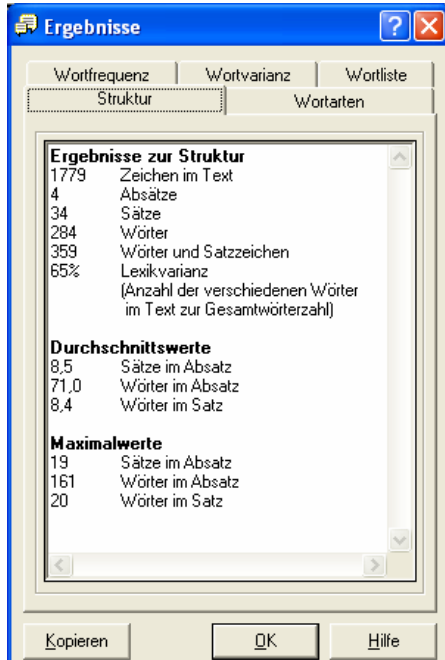 Ergebnisse
Wortfrequenz Wortvarianz Wortliste
Struktur Wortarten
Ergebnisse zur Struktur
1779 Zeichen im Text
4 Absätze
34 Sätze
284 Wörter
359 Wörter und Satzzeichen
65% Lexikvarianz
(Anzahl der verschiedenen Wörter
im Text zur Gesamtwörterzahl)
Durchschnittswerte
8,5 Sätze im Absatz
71,0 Wörter im Absatz
8,4 Wörter im Satz
Maximalwerte
19 Sätze im Absatz
161 Wörter im Absatz
20 Wörter im Satz
Kopieren OK Hilfe